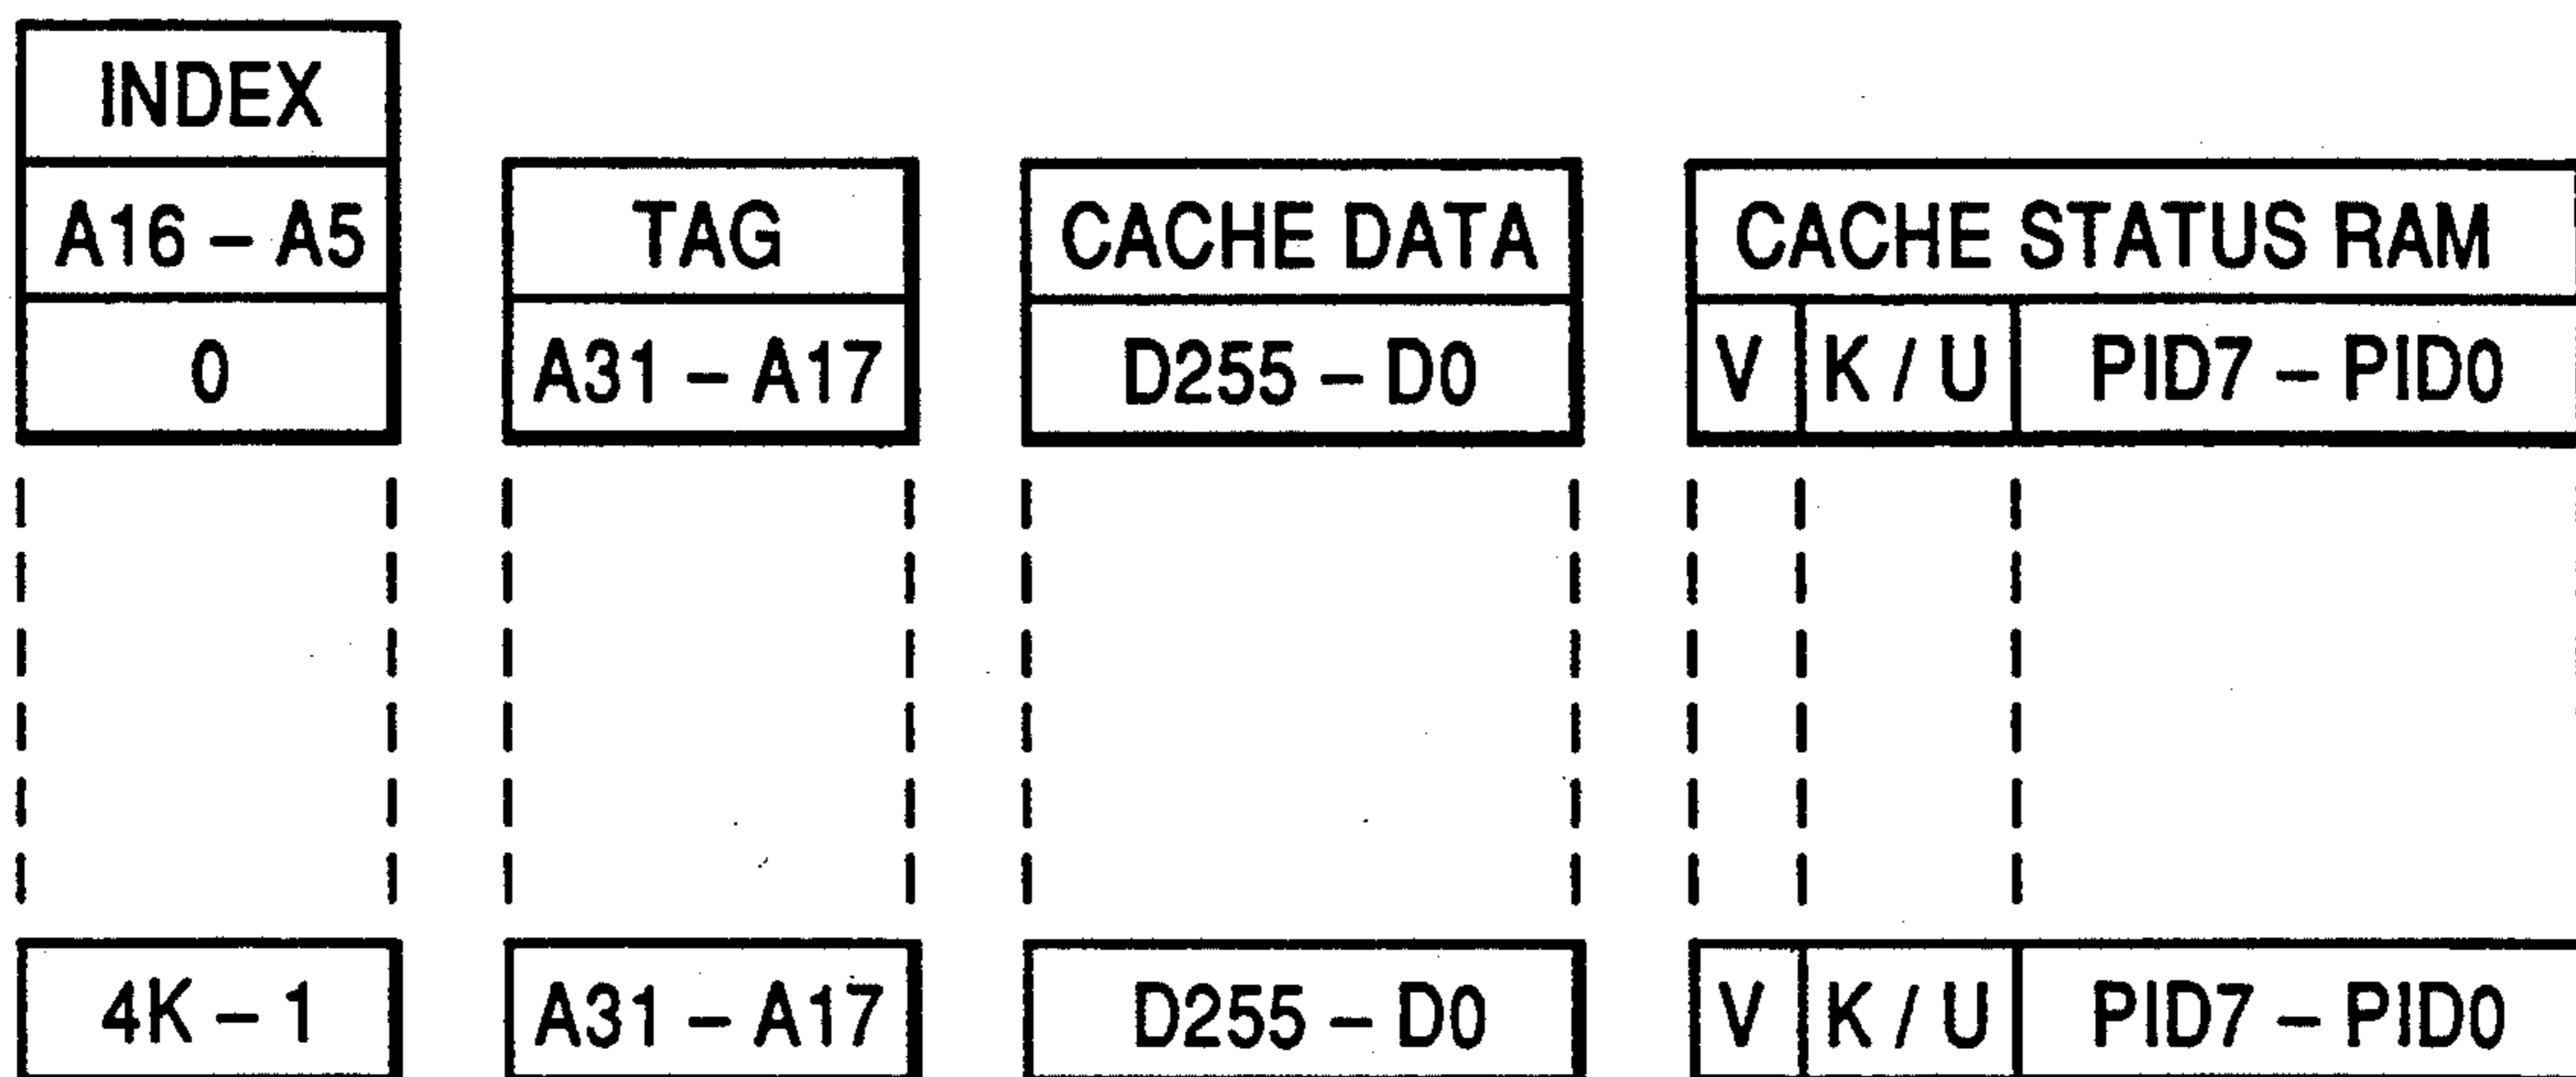 INDEX
A16 – A5 TAG CACHE DATA CACHE STATUS RAM
0 A31 – A17 D255 – D0 V K / U PID7 – PID0
4K – 1 A31 – A17 D255 – D0 V K / U PID7 – PID0